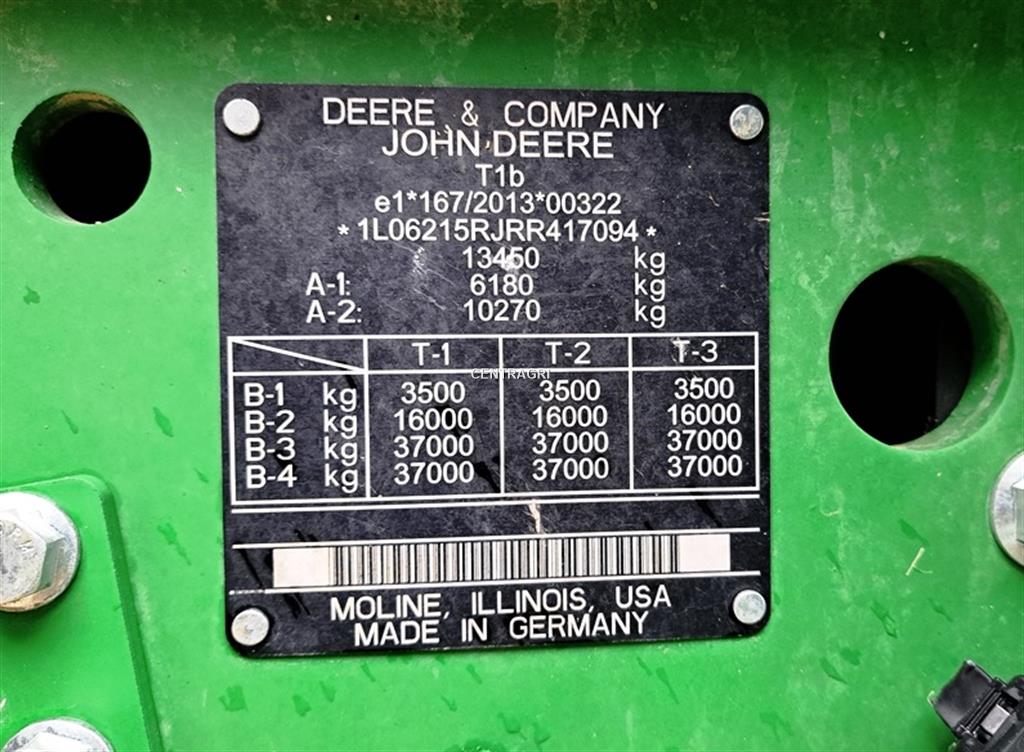 DEERE & COMPANY
JOHN DEERE
T1b
e1*167/2013*00322
*1L06215RJRR417094*
13450 kg
A-1: 6180 kg
A-2: 10270 kg
T-1 T-2 T-3
CENTRAGRI
B-1 kg 3500 3500 3500
B-2 kg 16000 16000 16000
B-3 kg 37000 37000 37000
B-4 kg 37000 37000 37000
MOLINE, ILLINOIS, USA
MADE IN GERMANY